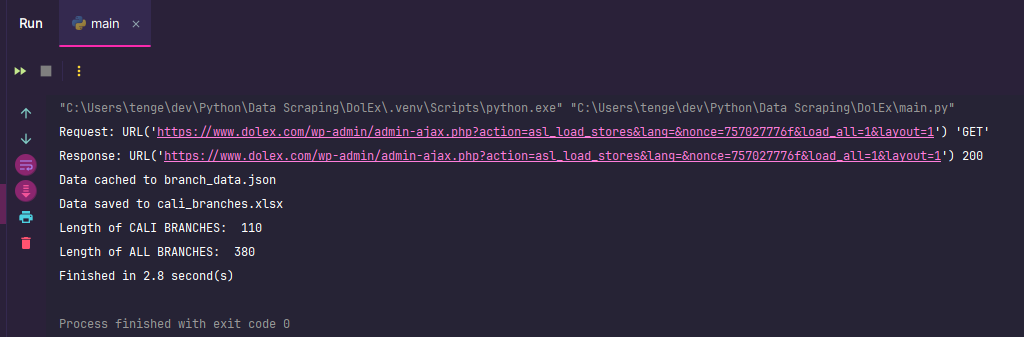 Run main
"C:\Users\tenge\dev\Python\Data Scraping\DolEx\.venv\Scripts\python.exe" "C:\Users\tenge\dev\Python\Data Scraping\DolEx\main.py"
Request: URL('https://www.dolex.com/wp-admin/admin-ajax.php?action=asl_load_stores&lang=&nonce=757027776f&load_all=1&layout=1') 'GET'
Response: URL('https://www.dolex.com/wp-admin/admin-ajax.php?action=asl_load_stores&lang=&nonce=757027776f&load_all=1&layout=1') 200
Data cached to branch_data.json
Data saved to cali_branches.xlsx
Length of CALI BRANCHES:  110
Length of ALL BRANCHES:  380
Finished in 2.8 second(s)
Process finished with exit code 0